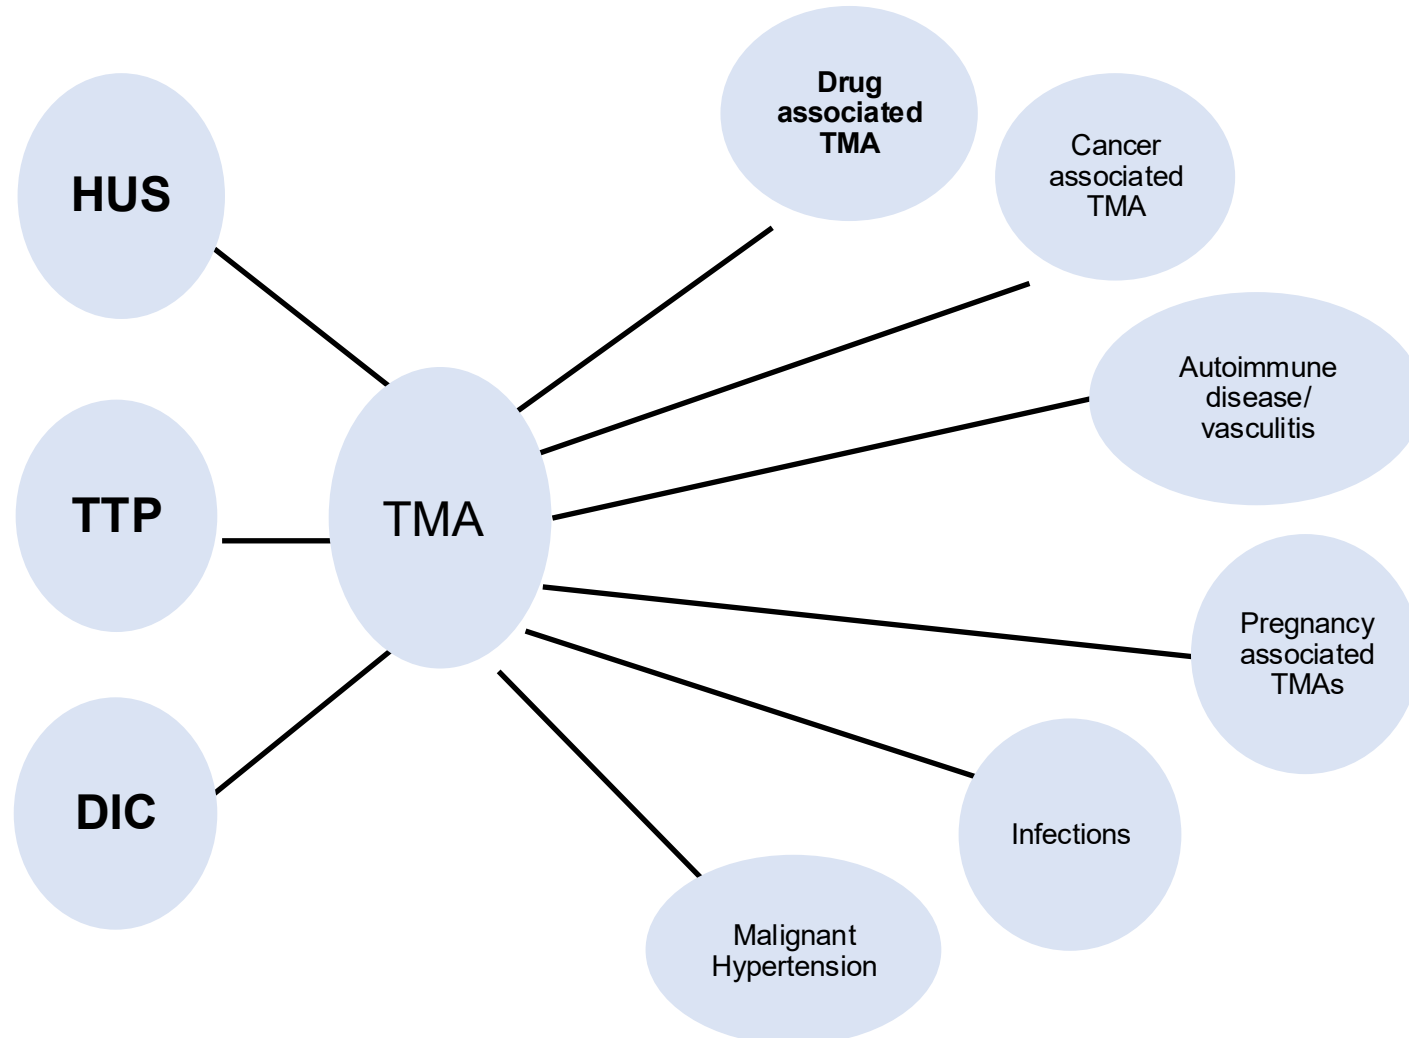 HUS
TTP
DIC
TMA
Drug
associated
TMA
Cancer
associated
TMA
Autoimmune
disease/
vasculitis
Pregnancy
associated
TMAs
Infections
Malignant
Hypertension